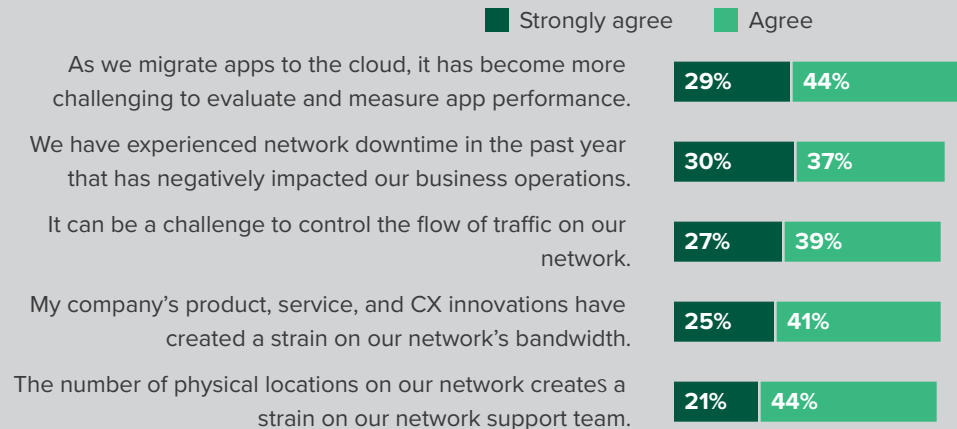 Strongly agree Agree
As we migrate apps to the cloud, it has become more
challenging to evaluate and measure app performance.
29% 44%
We have experienced network downtime in the past year
that has negatively impacted our business operations.
30% 37%
It can be a challenge to control the flow of traffic on our
network.
27% 39%
My company’s product, service, and CX innovations have
created a strain on our network’s bandwidth.
25% 41%
The number of physical locations on our network creates a
strain on our network support team.
21% 44%